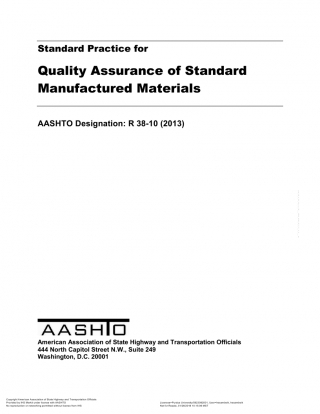 Standard Practice for
Quality Assurance of Standard
Manufactured Materials
AASHTO Designation: R 38-10 (2013)
AASHTO
American Association of State Highway and Transportation Officials
444 North Capitol Street N.W., Suite 249
Washington, D.C. 20001